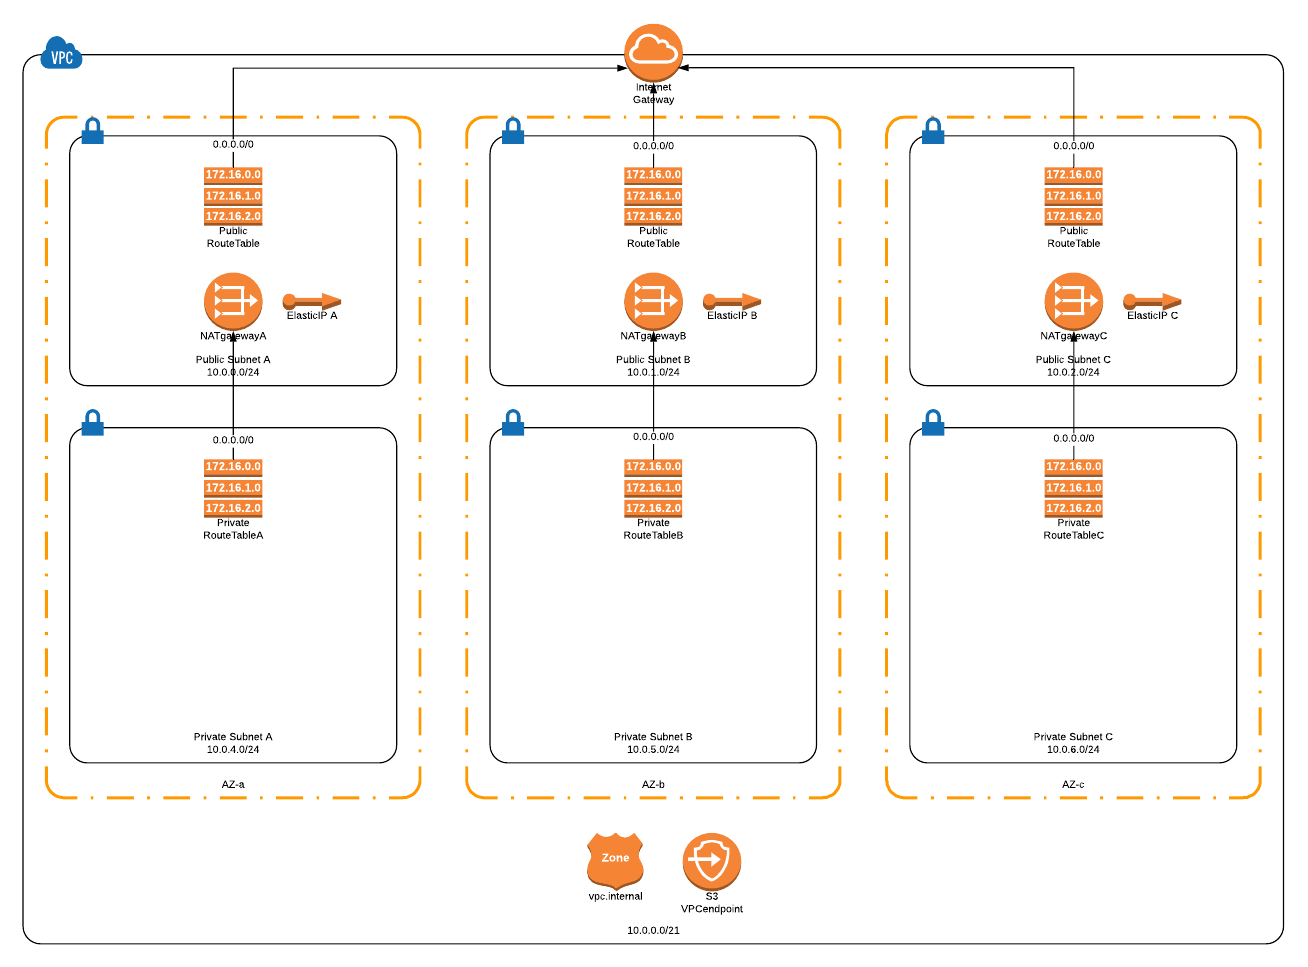 VPC
Internet
Gateway
0.0.0.0/0
172.16.0.0
172.16.1.0
172.16.2.0
Public
RouteTable
NATgatewayA
ElasticIP A
Public Subnet A
10.0.0.0/24
0.0.0.0/0
172.16.0.0
172.16.1.0
172.16.2.0
Private
RouteTableA
Private Subnet A
10.0.4.0/24
AZ-a
0.0.0.0/0
172.16.0.0
172.16.1.0
172.16.2.0
Public
RouteTable
NATgatewayB
ElasticIP B
Public Subnet B
10.0.1.0/24
0.0.0.0/0
172.16.0.0
172.16.1.0
172.16.2.0
Private
RouteTableB
Private Subnet B
10.0.5.0/24
AZ-b
0.0.0.0/0
172.16.0.0
172.16.1.0
172.16.2.0
Public
RouteTable
NATgatewayC
ElasticIP C
Public Subnet C
10.0.2.0/24
0.0.0.0/0
172.16.0.0
172.16.1.0
172.16.2.0
Private
RouteTableC
Private Subnet C
10.0.6.0/24
AZ-c
Zone
vpc.internal
S3
VPCendpoint
10.0.0.0/21